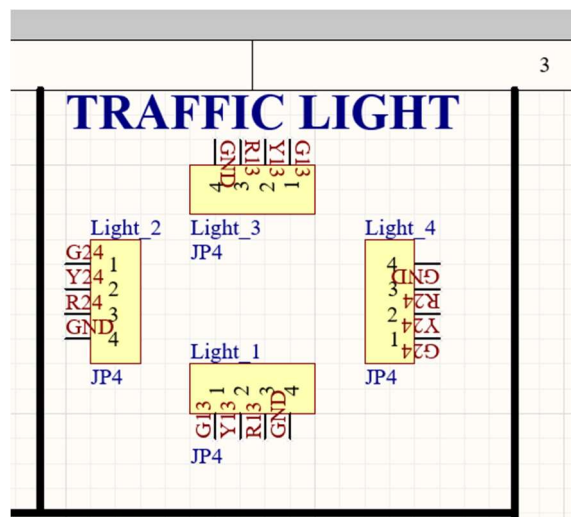 3
TRAFFIC LIGHT
GND R13 Y13 G13
4 3 2 1
Light_3
JP4
Light_2
G24 1
Y24 2
R24 3
GND 4
JP4
Light_4
4 GND
3 R24
2 Y24
1 G24
JP4
Light_1
1 2 3 4
G13 Y13 R13 GND
JP4